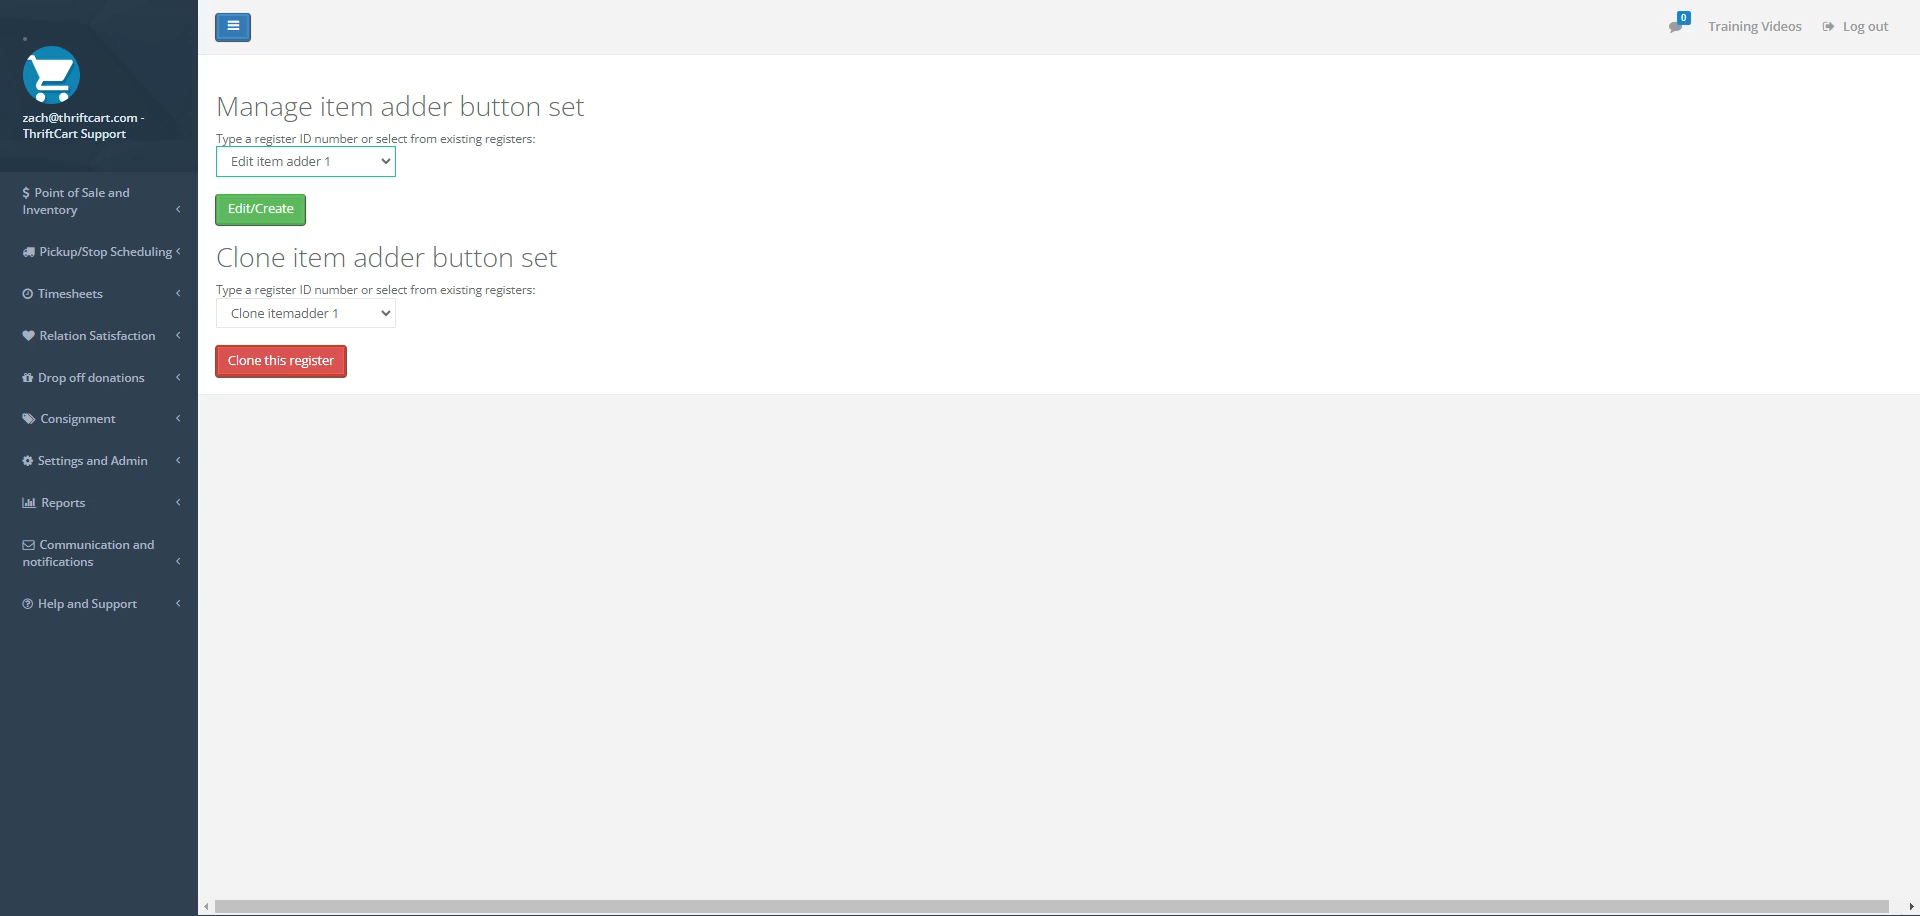 0
Training Videos
Log out
zach@thriftcart.com -
ThriftCart Support
$ Point of Sale and
Inventory
Pickup/Stop Scheduling
Timesheets
Relation Satisfaction
Drop off donations
Consignment
Settings and Admin
Reports
Communication and
notifications
Help and Support
Manage item adder button set
Type a register ID number or select from existing registers:
Edit item adder 1
Edit/Create
Clone item adder button set
Type a register ID number or select from existing registers:
Clone itemadder 1
Clone this register